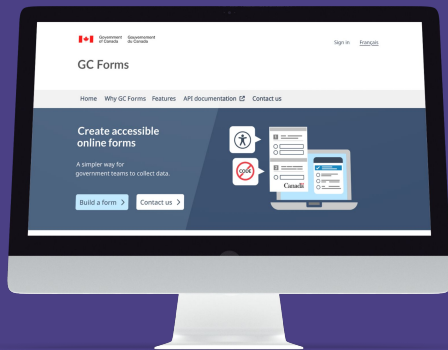 Government of Canada
Gouvernement du Canada
Sign in
Français
GC Forms
Home
Why GC Forms
Features
API documentation
Contact us
Create accessible
online forms
A simpler way for
government teams to collect data.
Build a form
Contact us
CODE
Canada